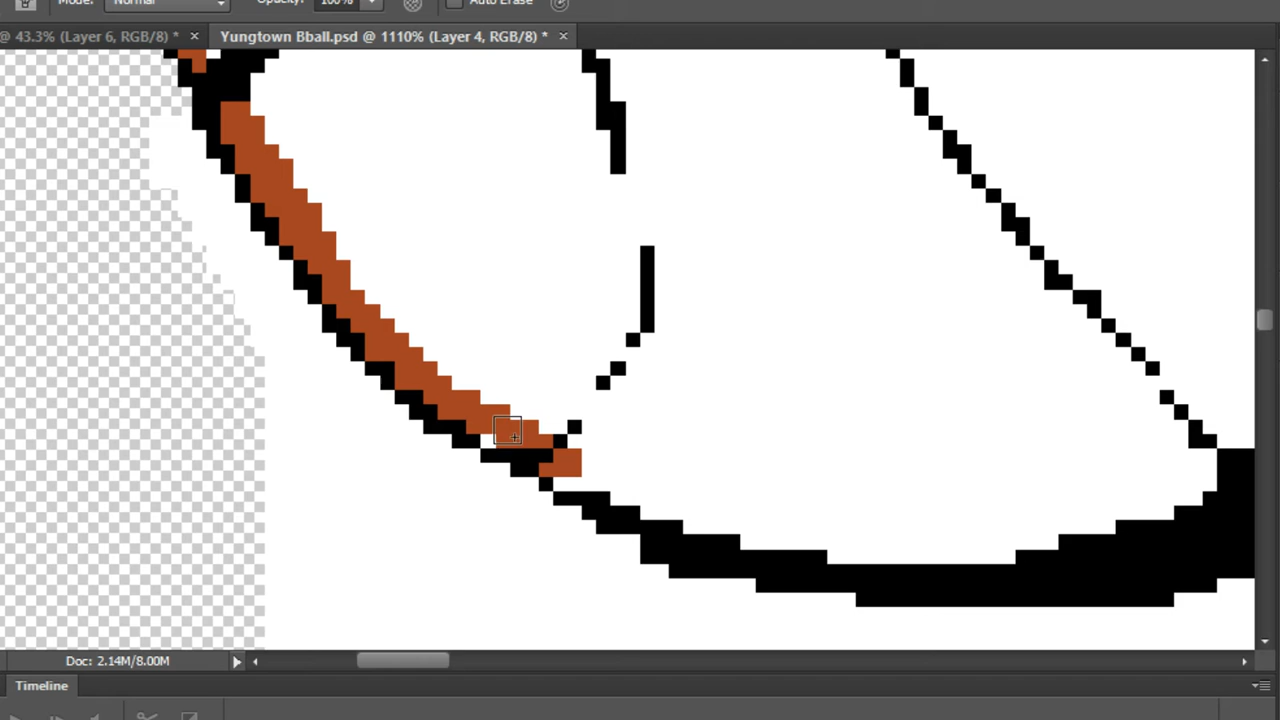 Mode: Normal Opacity: 100% Auto Erase
@ 43.3% (Layer 6, RGB/8) * × Yungtown Bball.psd @ 1110% (Layer 4, RGB/8) * ×
Doc: 2.14M/8.00M
Timeline